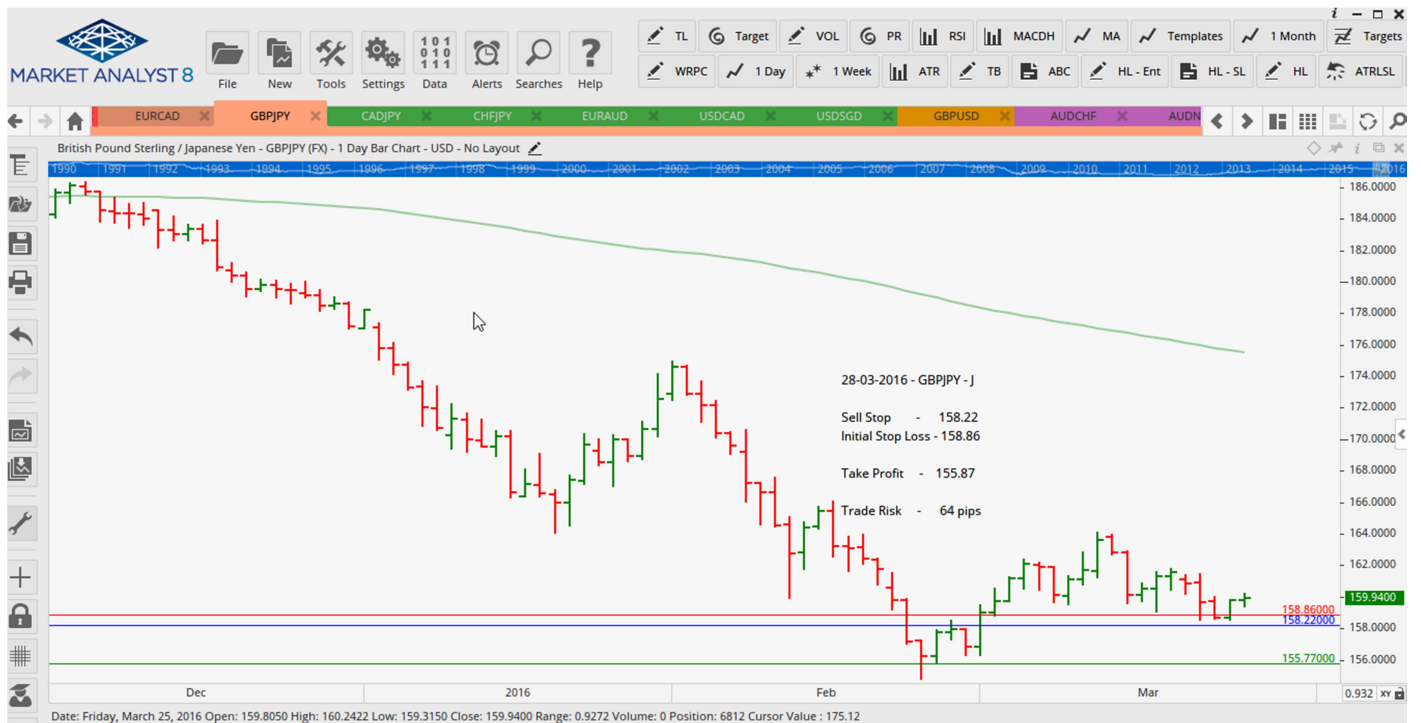 i
TL Target VOL PR RSI MACDH MA Templates 1 Month Targets
MARKET ANALYST 8
File New Tools Settings Data Alerts Searches Help
101
010
111
?
WRPC 1 Day 1 Week ATR TB ABC HL - Ent HL - SL HL ATRLSL
EURCAD GBPJPY CADJPY CHFJPY EURAUD USDCAD USDSGD GBPUSD AUDCHF AUDN
British Pound Sterling / Japanese Yen - GBPJPY (FX) - 1 Day Bar Chart - USD - No Layout
i
1990 1991 1992 1993 1994 1995 1996 1997 1998 1999 2000 2001 2002 2003 2004 2005 2006 2007 2008 2009 2010 2011 2012 2013 2014 2015 2016
186.0000
184.0000
182.0000
180.0000
178.0000
176.0000
174.0000
172.0000
170.0000
168.0000
166.0000
164.0000
162.0000
159.9400
158.0000
156.0000
28-03-2016 - GBPJPY - J
Sell Stop - 158.22
Initial Stop Loss - 158.86
Take Profit - 155.87
Trade Risk - 64 pips
158.86000
158.22000
155.77000
Dec 2016 Feb Mar
0.932 XY
Date: Friday, March 25, 2016 Open: 159.8050 High: 160.2422 Low: 159.3150 Close: 159.9400 Range: 0.9272 Volume: 0 Position: 6812 Cursor Value : 175.12